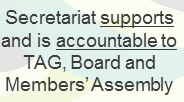 Secretariat supports
and is accountable to
TAG, Board and
Members' Assembly